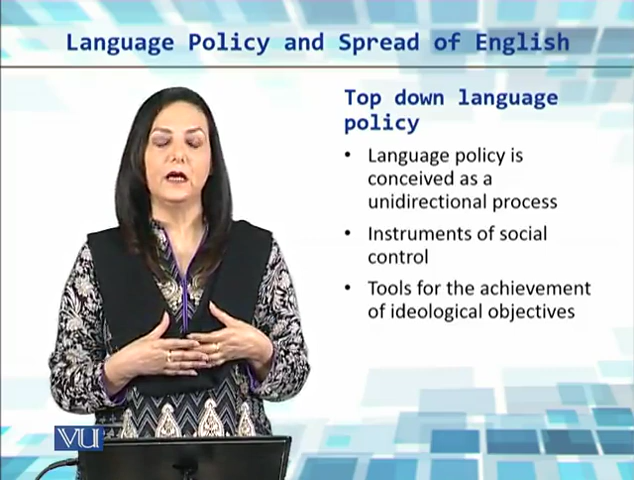 Language Policy and Spread of English
Top down language
policy
• Language policy is
conceived as a
unidirectional process
• Instruments of social
control
• Tools for the achievement
of ideological objectives
VU